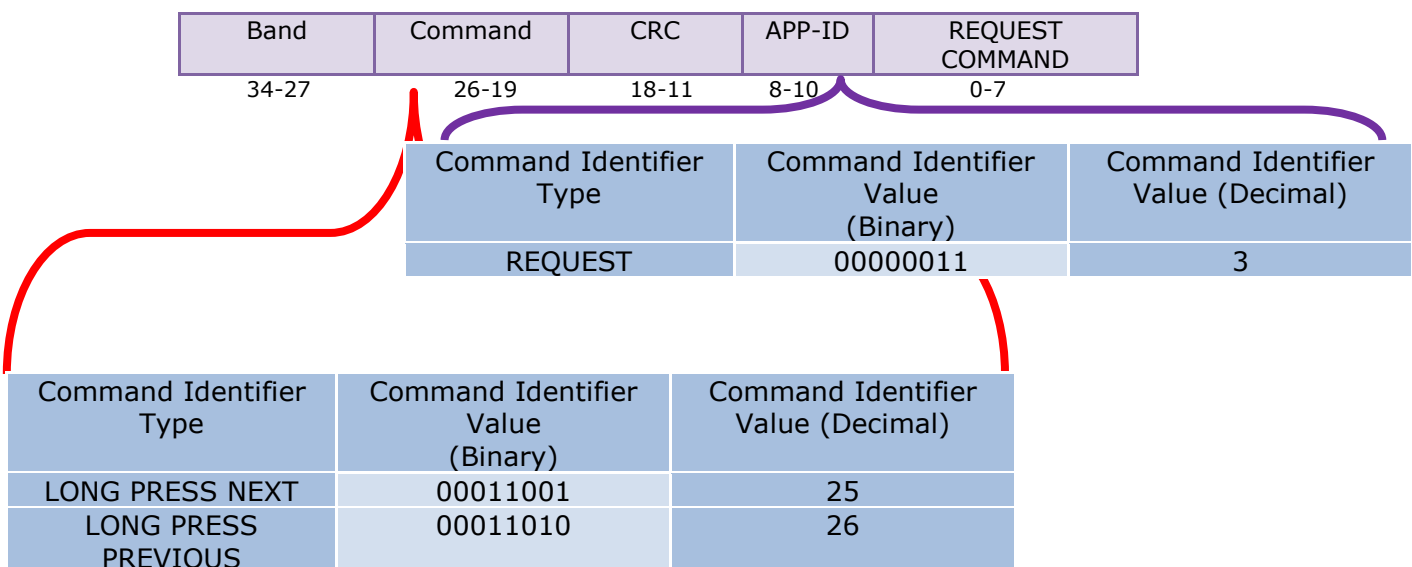 Band Command CRC APP-ID REQUEST
COMMAND
34-27 26-19 18-11 8-10 0-7
Command Identifier Command Identifier Command Identifier
Type Value Value (Decimal)
(Binary)
REQUEST 00000011 3
Command Identifier Command Identifier Command Identifier
Type Value Value (Decimal)
(Binary)
LONG PRESS NEXT 00011001 25
LONG PRESS 00011010 26
PREVIOUS